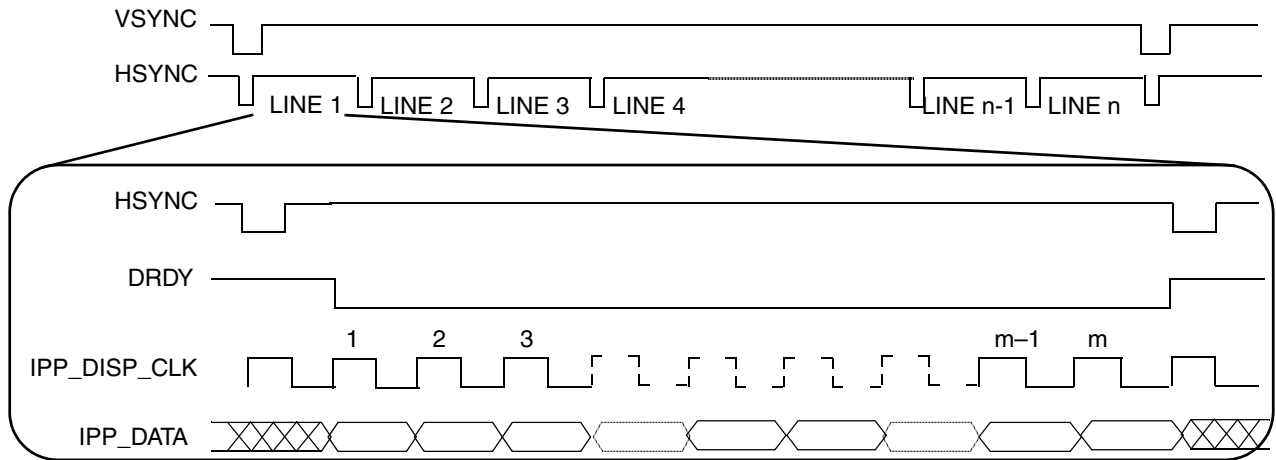 VSYNC
HSYNC
LINE 1 LINE 2 LINE 3 LINE 4 LINE n-1 LINE n
HSYNC
DRDY
1 2 3 m–1 m
IPP_DISP_CLK
IPP_DATA